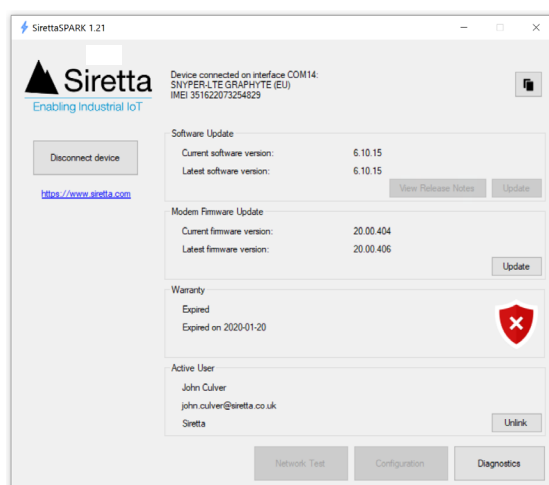 SirettaSPARK 1.21
Siretta
Enabling Industrial IoT
Device connected on interface COM14:
SNYPER-LTE GRAPHYTE (EU)
IMEI 351622073254829
Disconnect device
https://www.siretta.com
Software Update
Current software version: 6.10.15
Latest software version: 6.10.15
View Release Notes Update
Modem Firmware Update
Current firmware version: 20.00.404
Latest firmware version: 20.00.406
Update
Warranty
Expired
Expired on 2020-01-20
Active User
John Culver
john.culver@siretta.co.uk
Siretta Unlink
Network Test Configuration Diagnostics